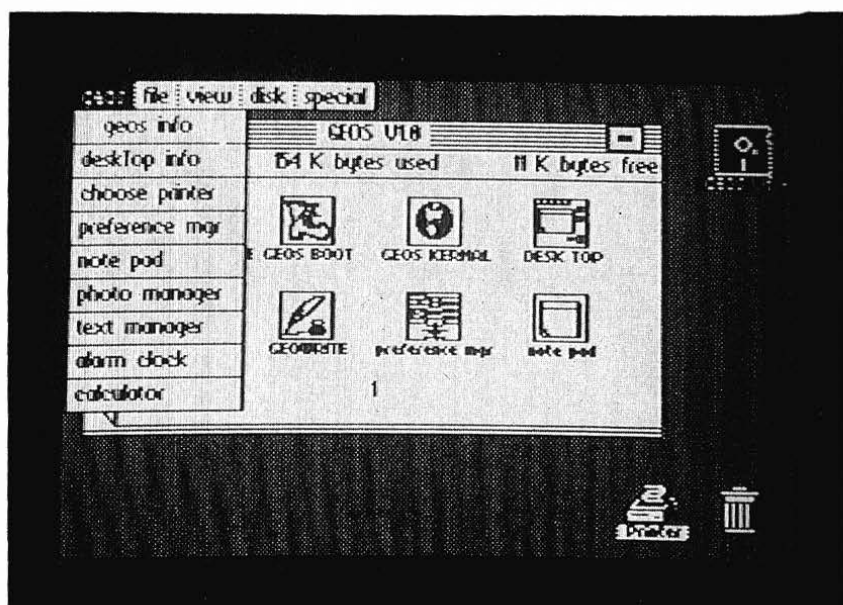 geos file view disk special
geos info
deskTop info
choose printer
preference mgr
note pad
photo manager
text manager
alarm clock
calculator
GEOS V1.0
154 K bytes used 11 K bytes free
E GEOS BOOT GEOS KERNAL DESK TOP
GEOWRITE preference mgr note pad
1
Printer